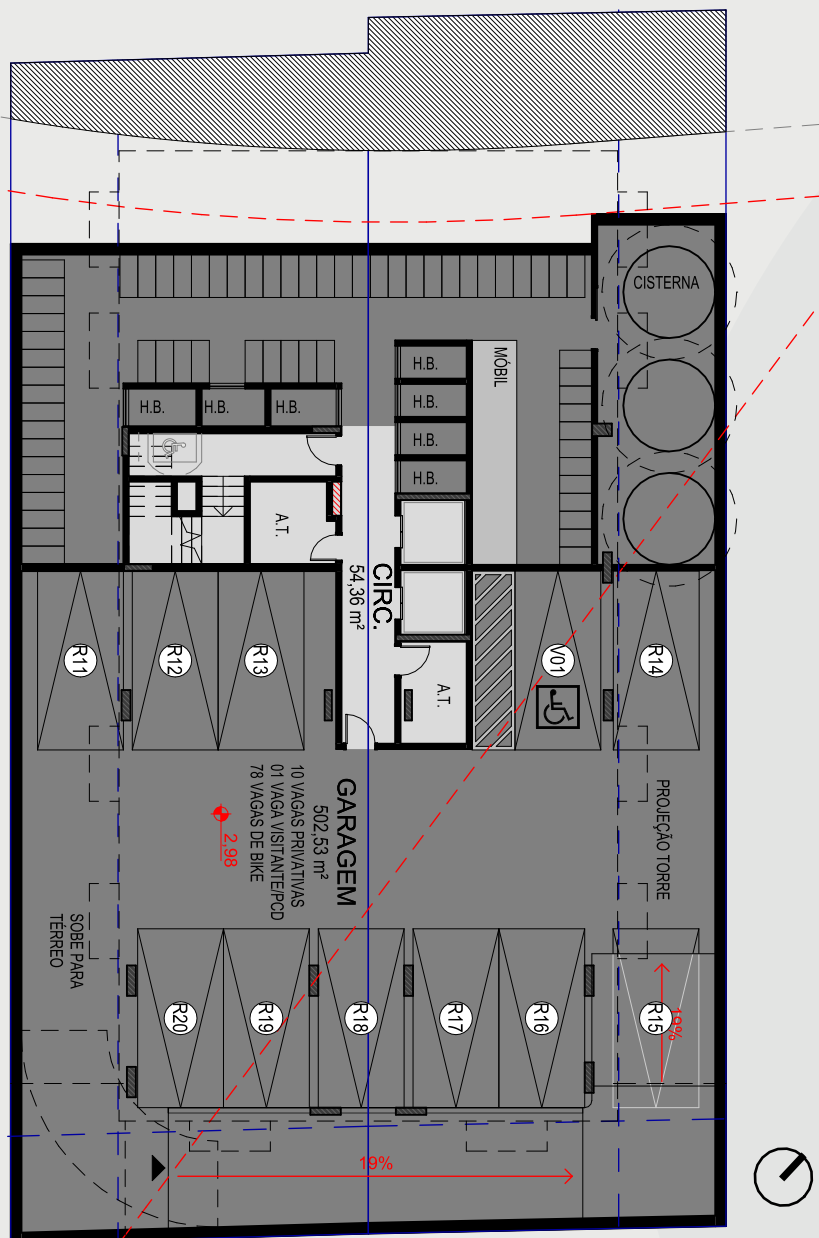 CISTERNA
MÓBIL
H.B.
H.B.
H.B.
H.B.
H.B.
H.B.
H.B.
A.T.
CIRC.
54,36 m²
A.T.
R11
R12
R13
V01
R14
GARAGEM
502,53 m²
10 VAGAS PRIVATIVAS
01 VAGA VISITANTE/PCD
78 VAGAS DE BIKE
2,98
PROJEÇÃO TORRE
SOBE PARA
TÉRREO
R20
R19
R18
R17
R16
R15
19%
19%